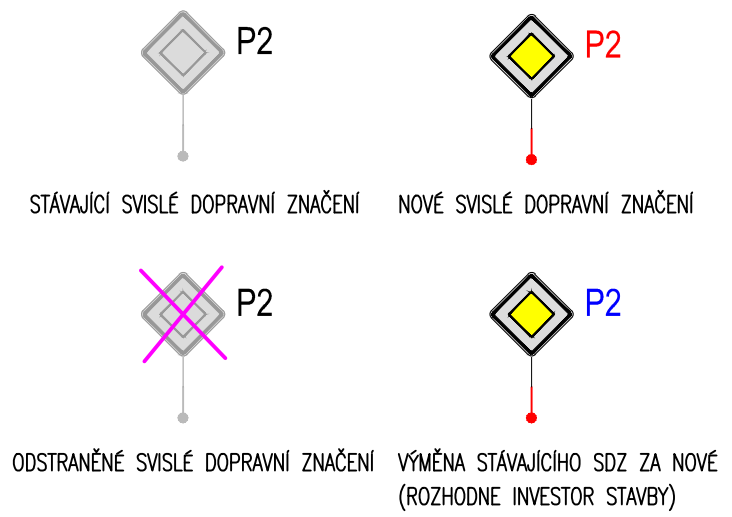 P2
P2
STÁVAJÍCÍ SVISLÉ DOPRAVNÍ ZNAČENÍ
NOVÉ SVISLÉ DOPRAVNÍ ZNAČENÍ
P2
P2
ODSTRANĚNÉ SVISLÉ DOPRAVNÍ ZNAČENÍ
VÝMĚNA STÁVAJÍCÍHO SDZ ZA NOVÉ
(ROZHODNE INVESTOR STAVBY)